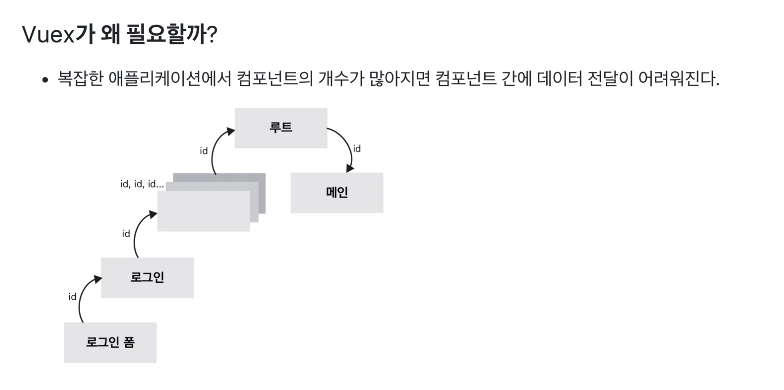 Vuex가 왜 필요할까?
• 복잡한 애플리케이션에서 컴포넌트의 개수가 많아지면 컴포넌트 간에 데이터 전달이 어려워진다.
루트
id
id
id, id, id...
메인
id
로그인
id
로그인 폼